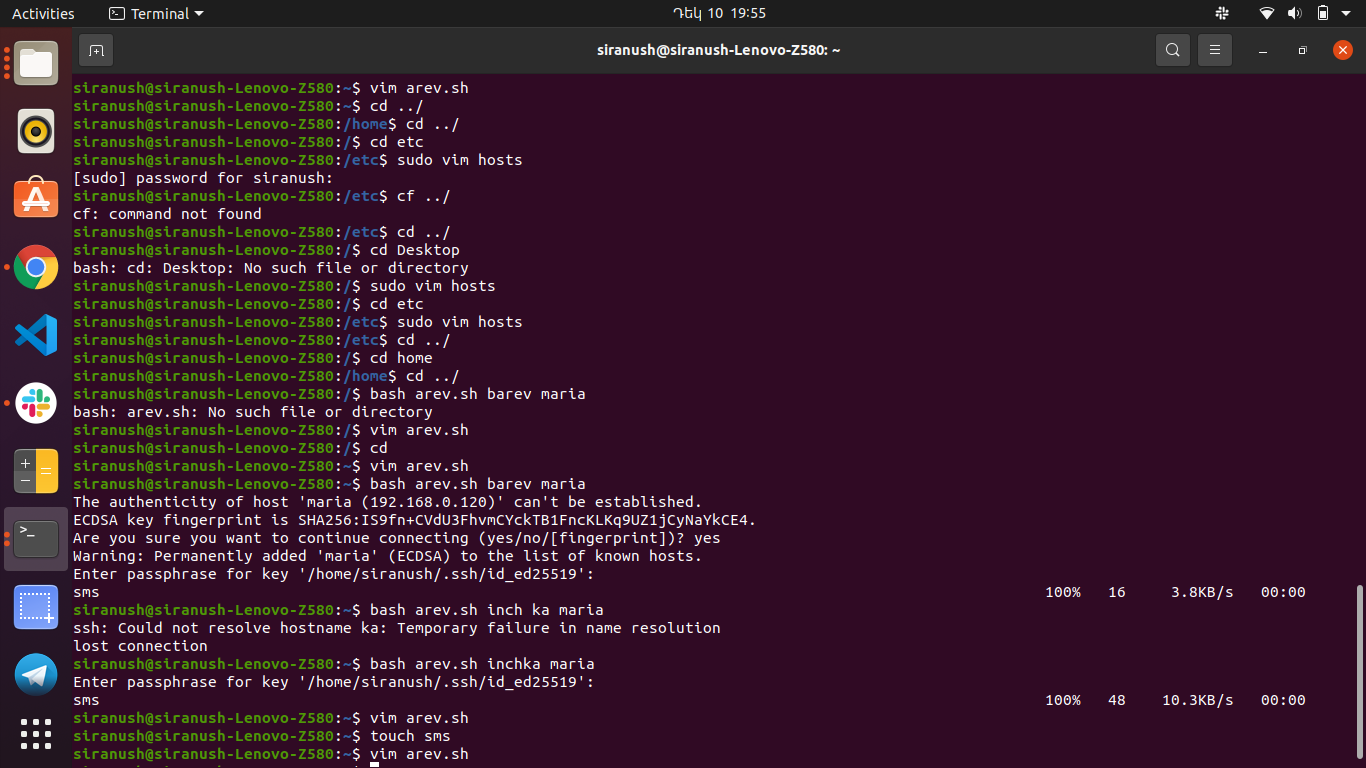 Activities Terminal Դեկ 10 19:55
siranush@siranush-Lenovo-Z580: ~
siranush@siranush-Lenovo-Z580:~$ vim arev.sh
siranush@siranush-Lenovo-Z580:~$ cd ../
siranush@siranush-Lenovo-Z580:/home$ cd ../
siranush@siranush-Lenovo-Z580:/$ cd etc
siranush@siranush-Lenovo-Z580:/etc$ sudo vim hosts
[sudo] password for siranush:
siranush@siranush-Lenovo-Z580:/etc$ cf ../
cf: command not found
siranush@siranush-Lenovo-Z580:/etc$ cd ../
siranush@siranush-Lenovo-Z580:/$ cd Desktop
bash: cd: Desktop: No such file or directory
siranush@siranush-Lenovo-Z580:/$ sudo vim hosts
siranush@siranush-Lenovo-Z580:/$ cd etc
siranush@siranush-Lenovo-Z580:/etc$ sudo vim hosts
siranush@siranush-Lenovo-Z580:/etc$ cd ../
siranush@siranush-Lenovo-Z580:/$ cd home
siranush@siranush-Lenovo-Z580:/home$ cd ../
siranush@siranush-Lenovo-Z580:/$ bash arev.sh barev maria
bash: arev.sh: No such file or directory
siranush@siranush-Lenovo-Z580:/$ vim arev.sh
siranush@siranush-Lenovo-Z580:/$ cd
siranush@siranush-Lenovo-Z580:~$ vim arev.sh
siranush@siranush-Lenovo-Z580:~$ bash arev.sh barev maria
The authenticity of host 'maria (192.168.0.120)' can't be established.
ECDSA key fingerprint is SHA256:IS9fn+CVdU3FhvmCYckTB1FncKLKq9UZ1jCyNaYkCE4.
Are you sure you want to continue connecting (yes/no/[fingerprint])? yes
Warning: Permanently added 'maria' (ECDSA) to the list of known hosts.
Enter passphrase for key '/home/siranush/.ssh/id_ed25519':
sms 100% 16 3.8KB/s 00:00
siranush@siranush-Lenovo-Z580:~$ bash arev.sh inch ka maria
ssh: Could not resolve hostname ka: Temporary failure in name resolution
lost connection
siranush@siranush-Lenovo-Z580:~$ bash arev.sh inchka maria
Enter passphrase for key '/home/siranush/.ssh/id_ed25519':
sms 100% 48 10.3KB/s 00:00
siranush@siranush-Lenovo-Z580:~$ vim arev.sh
siranush@siranush-Lenovo-Z580:~$ touch sms
siranush@siranush-Lenovo-Z580:~$ vim arev.sh